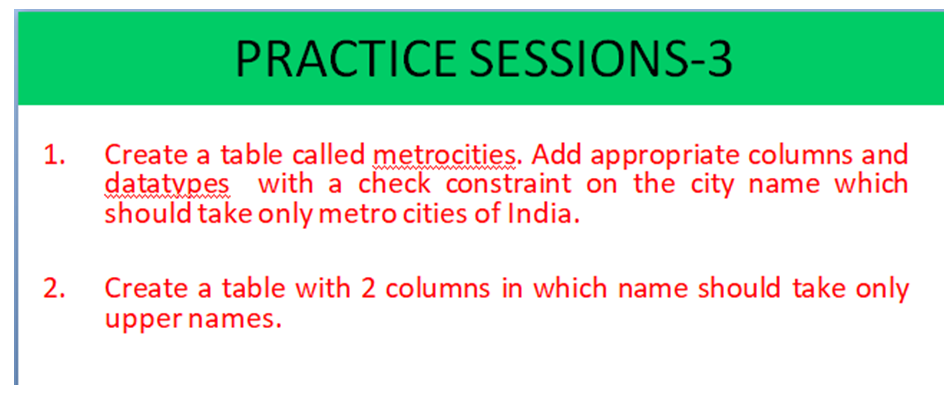 PRACTICE SESSIONS-3
1. Create a table called metrocities. Add appropriate columns and
datatypes with a check constraint on the city name which
should take only metro cities of India.
2. Create a table with 2 columns in which name should take only
upper names.